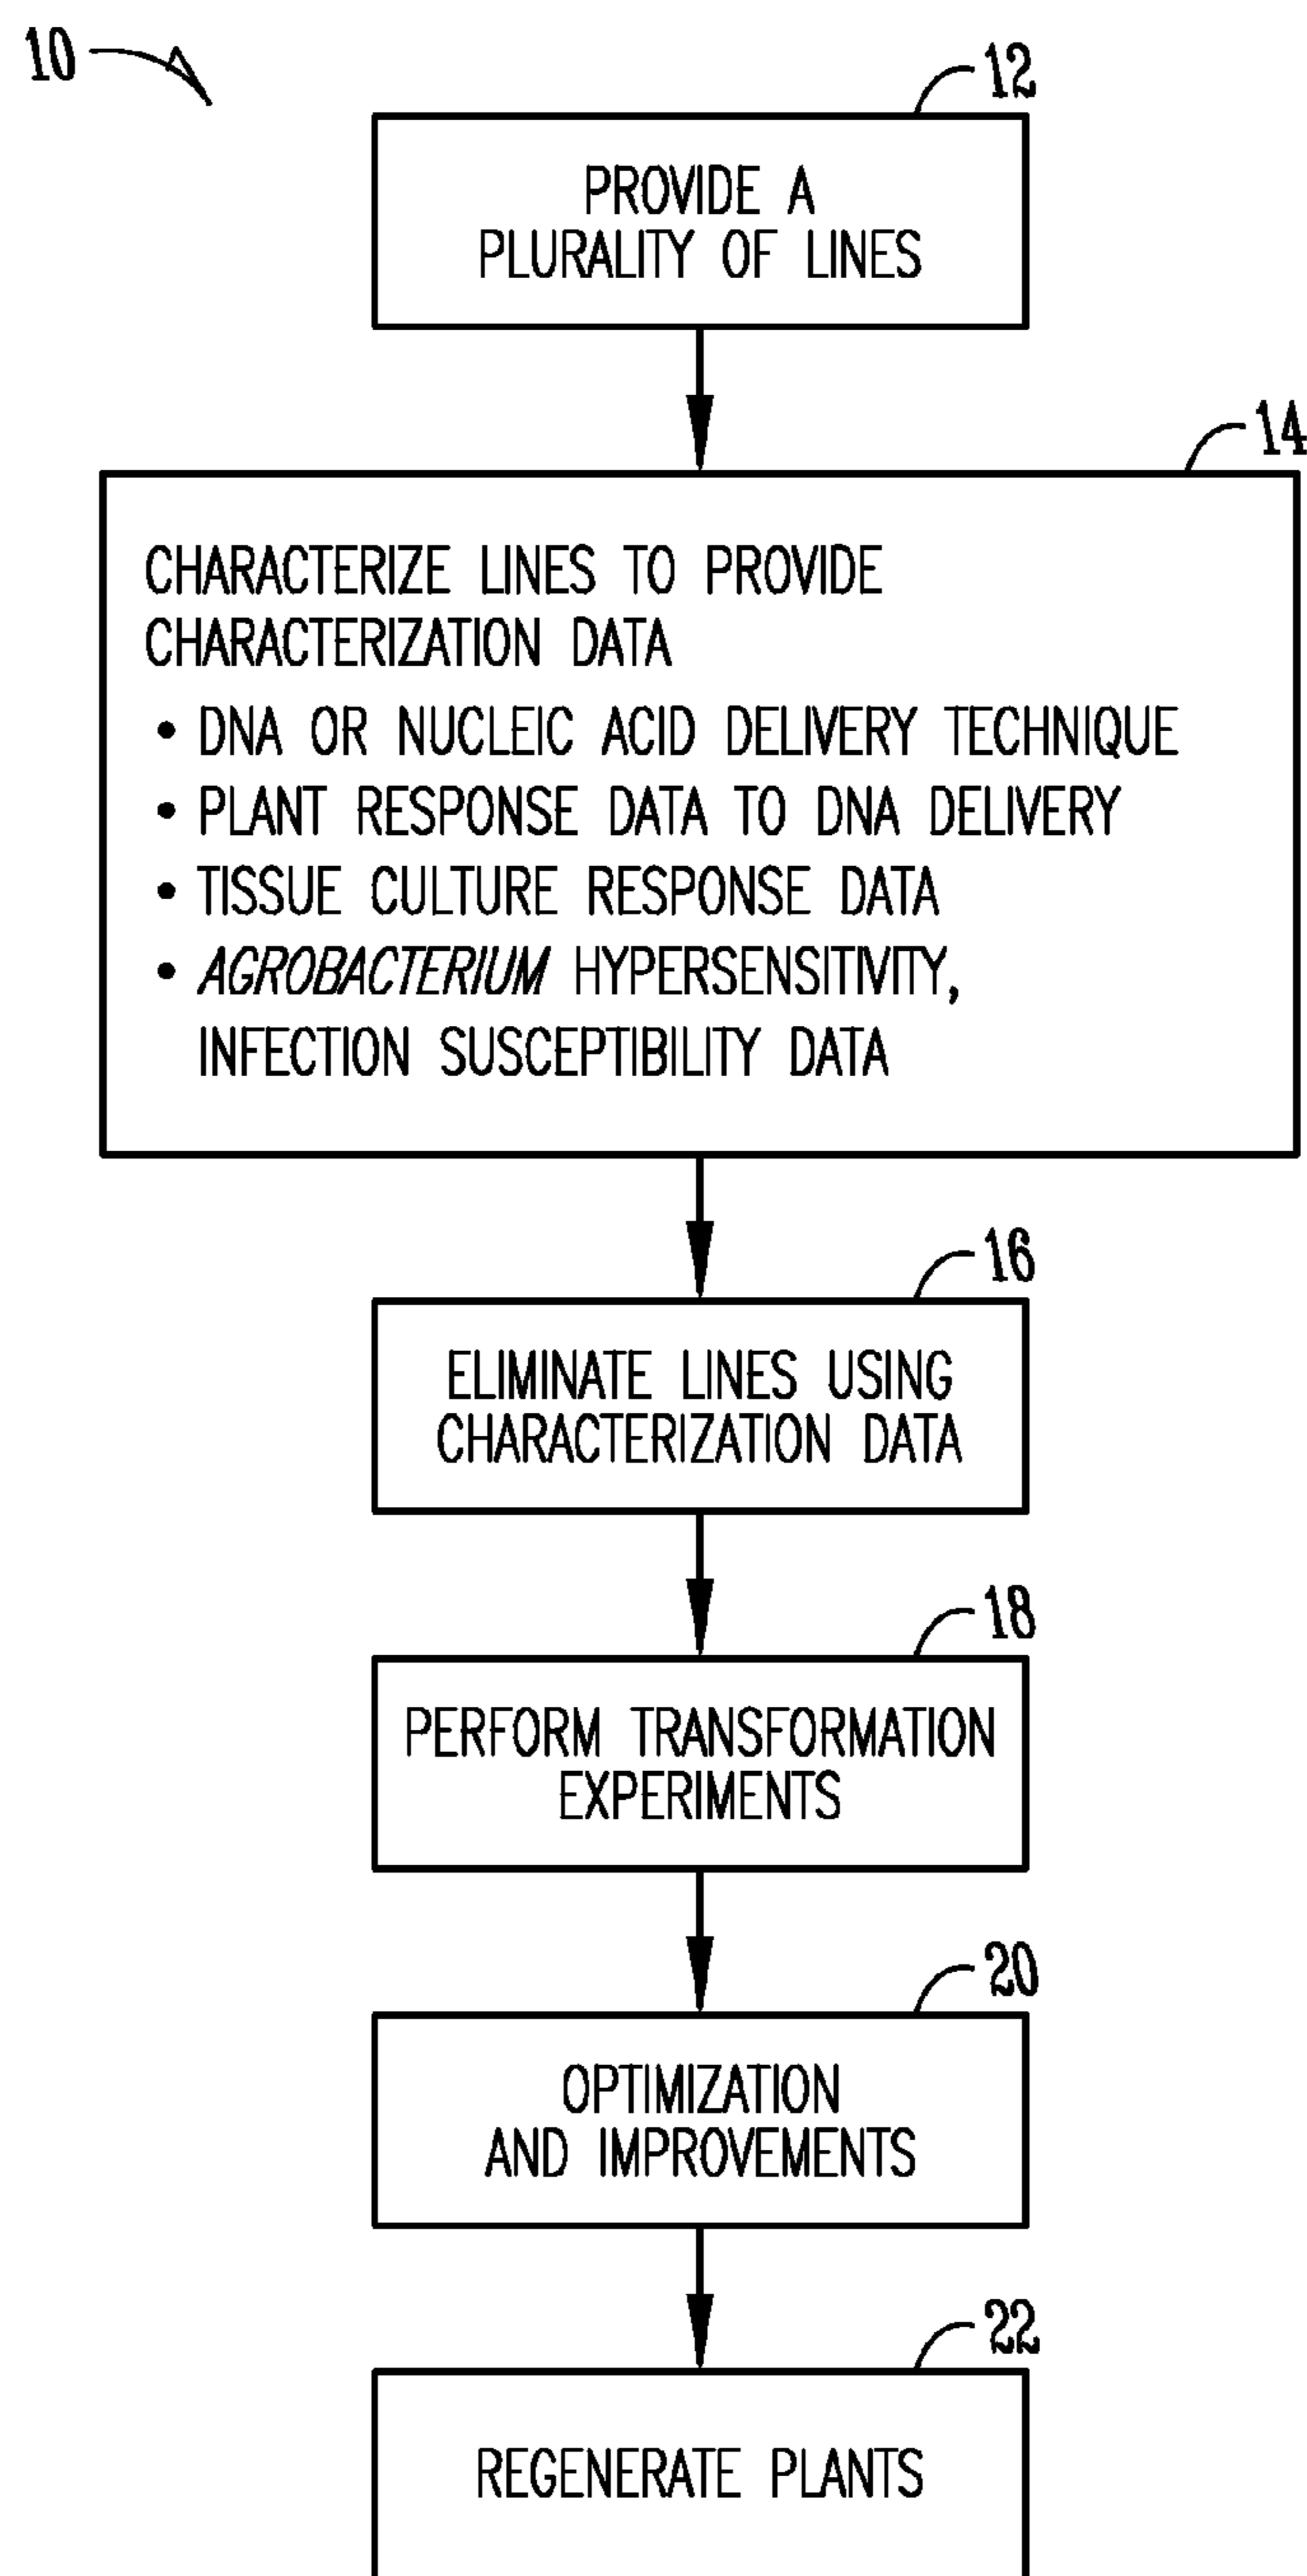 10
12
PROVIDE A
PLURALITY OF LINES
14
CHARACTERIZE LINES TO PROVIDE
CHARACTERIZATION DATA
• DNA OR NUCLEIC ACID DELIVERY TECHNIQUE
• PLANT RESPONSE DATA TO DNA DELIVERY
• TISSUE CULTURE RESPONSE DATA
• AGROBACTERIUM HYPERSENSITIVITY,
INFECTION SUSCEPTIBILITY DATA
16
ELIMINATE LINES USING
CHARACTERIZATION DATA
18
PERFORM TRANSFORMATION
EXPERIMENTS
20
OPTIMIZATION
AND IMPROVEMENTS
22
REGENERATE PLANTS